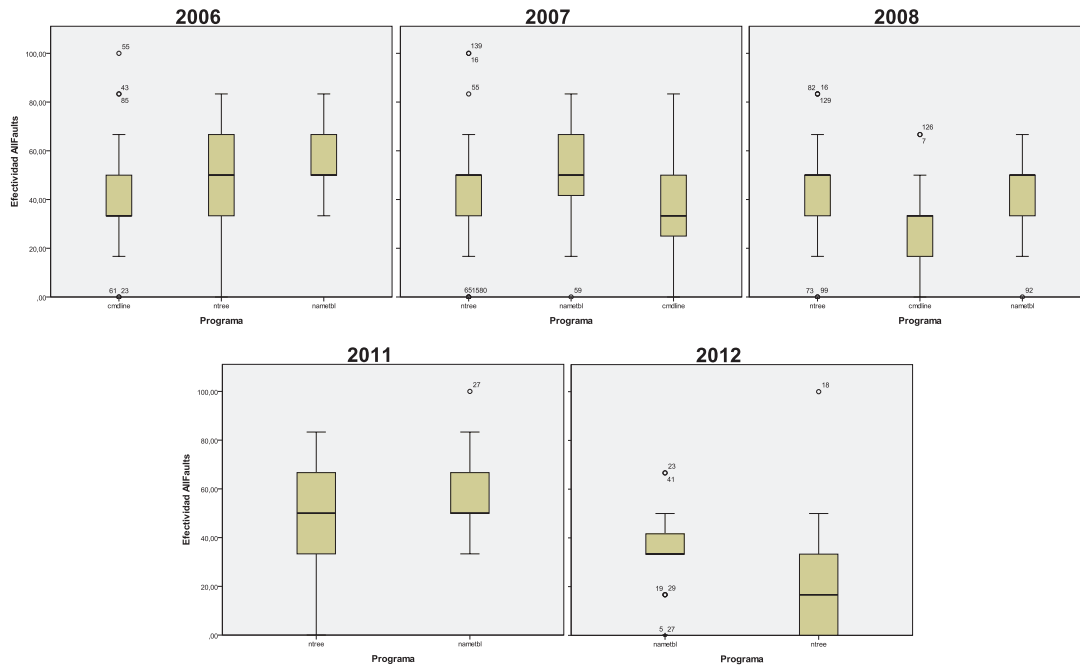 2006 2007 2008
Efectividad AllFaults
100,00
80,00
60,00
40,00
20,00
,00
55
43
85
61 23
cmdline ntree nametbl
Programa
139
16
55
651580
59
ntree nametbl cmdline
Programa
82 16
129
73 99
126
7
92
ntree cmdline nametbl
Programa
2011 2012
Efectividad AllFaults
100,00
80,00
60,00
40,00
20,00
,00
27
ntree nametbl
Programa
23
41
19 29
5 27
18
nametbl ntree
Programa